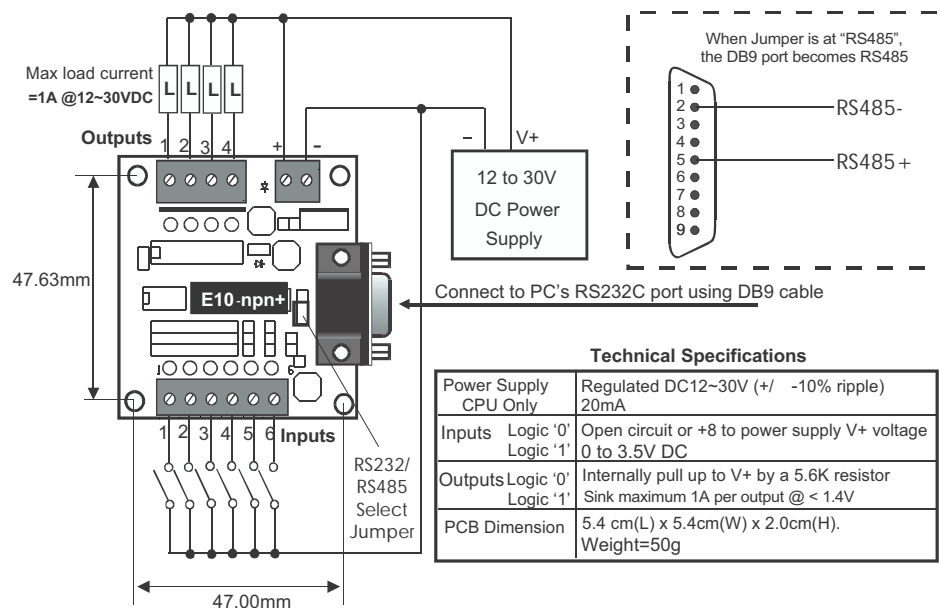 Max load current
=1A @12~30VDC
L L L L
Outputs
1 2 3 4
+ -
– V+
12 to 30V
DC Power
Supply
47.63mm
E10-npn+
1 6
1 2 3 4 5 6 Inputs
RS232/
RS485
Select
Jumper
47.00mm
When Jumper is at “RS485”,
the DB9 port becomes RS485
1
2 RS485-
3
4
5 RS485+
6
7
8
9
Connect to PC’s RS232C port using DB9 cable
Technical Specifications
Power Supply Regulated DC12~30V (+/ -10% ripple)
CPU Only 20mA
Inputs Logic ‘0’ Open circuit or +8 to power supply V+ voltage
Logic ‘1’ 0 to 3.5V DC
Outputs Logic ‘0’ Internally pull up to V+ by a 5.6K resistor
Logic ‘1’ Sink maximum 1A per output @ < 1.4V
PCB Dimension 5.4 cm(L) x 5.4cm(W) x 2.0cm(H).
Weight=50g